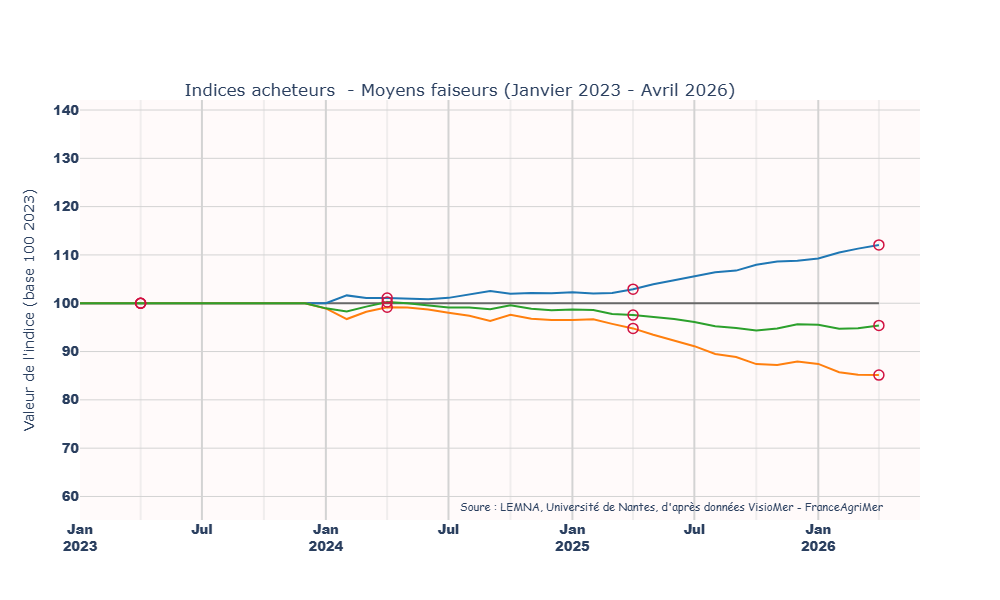 Indices acheteurs  - Moyens faiseurs (Janvier 2023 - Avril 2026)
Valeur de l'indice (base 100 2023)
140
130
120
110
100
90
80
70
60
Soure : LEMNA, Université de Nantes, d'après données VisioMer - FranceAgriMer
Jan Jul Jan Jul Jan Jul Jan
2023 2024 2025 2026